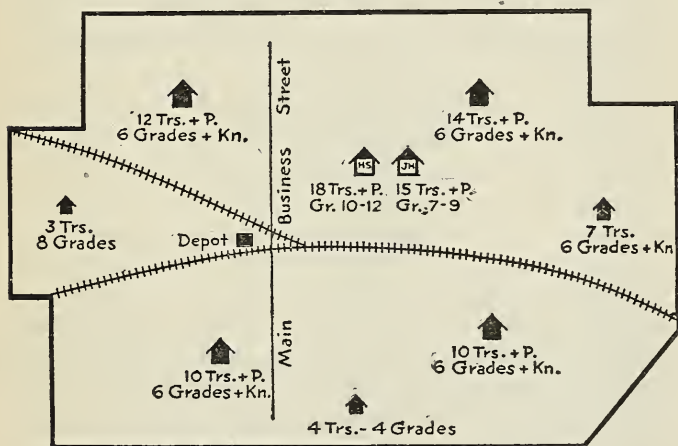 12 Trs. + P.
6 Grades + Kn.
Main Business Street
14 Trs. + P.
6 Grades + Kn.
HS
18 Trs. + P.
Gr. 10-12
JH
15 Trs. + P.
Gr. 7-9
3 Trs.
8 Grades
Depot
7 Trs.
6 Grades + Kn
10 Trs. + P.
6 Grades + Kn.
10 Trs. + P.
6 Grades + Kn.
4 Trs. - 4 Grades